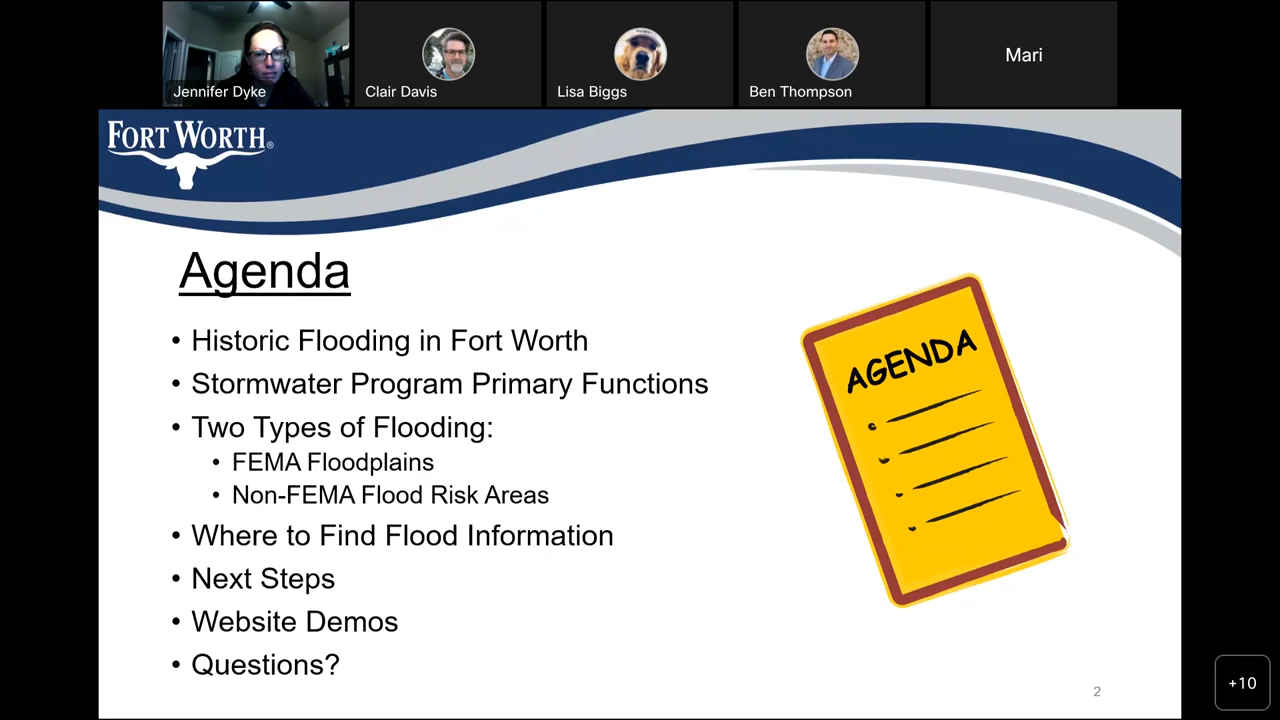 Jennifer Dyke
Clair Davis
Lisa Biggs
Ben Thompson
Mari
FORT WORTH®
Agenda
• Historic Flooding in Fort Worth
• Stormwater Program Primary Functions
• Two Types of Flooding:
• FEMA Floodplains
• Non-FEMA Flood Risk Areas
• Where to Find Flood Information
• Next Steps
• Website Demos
• Questions?
AGENDA
2
+10